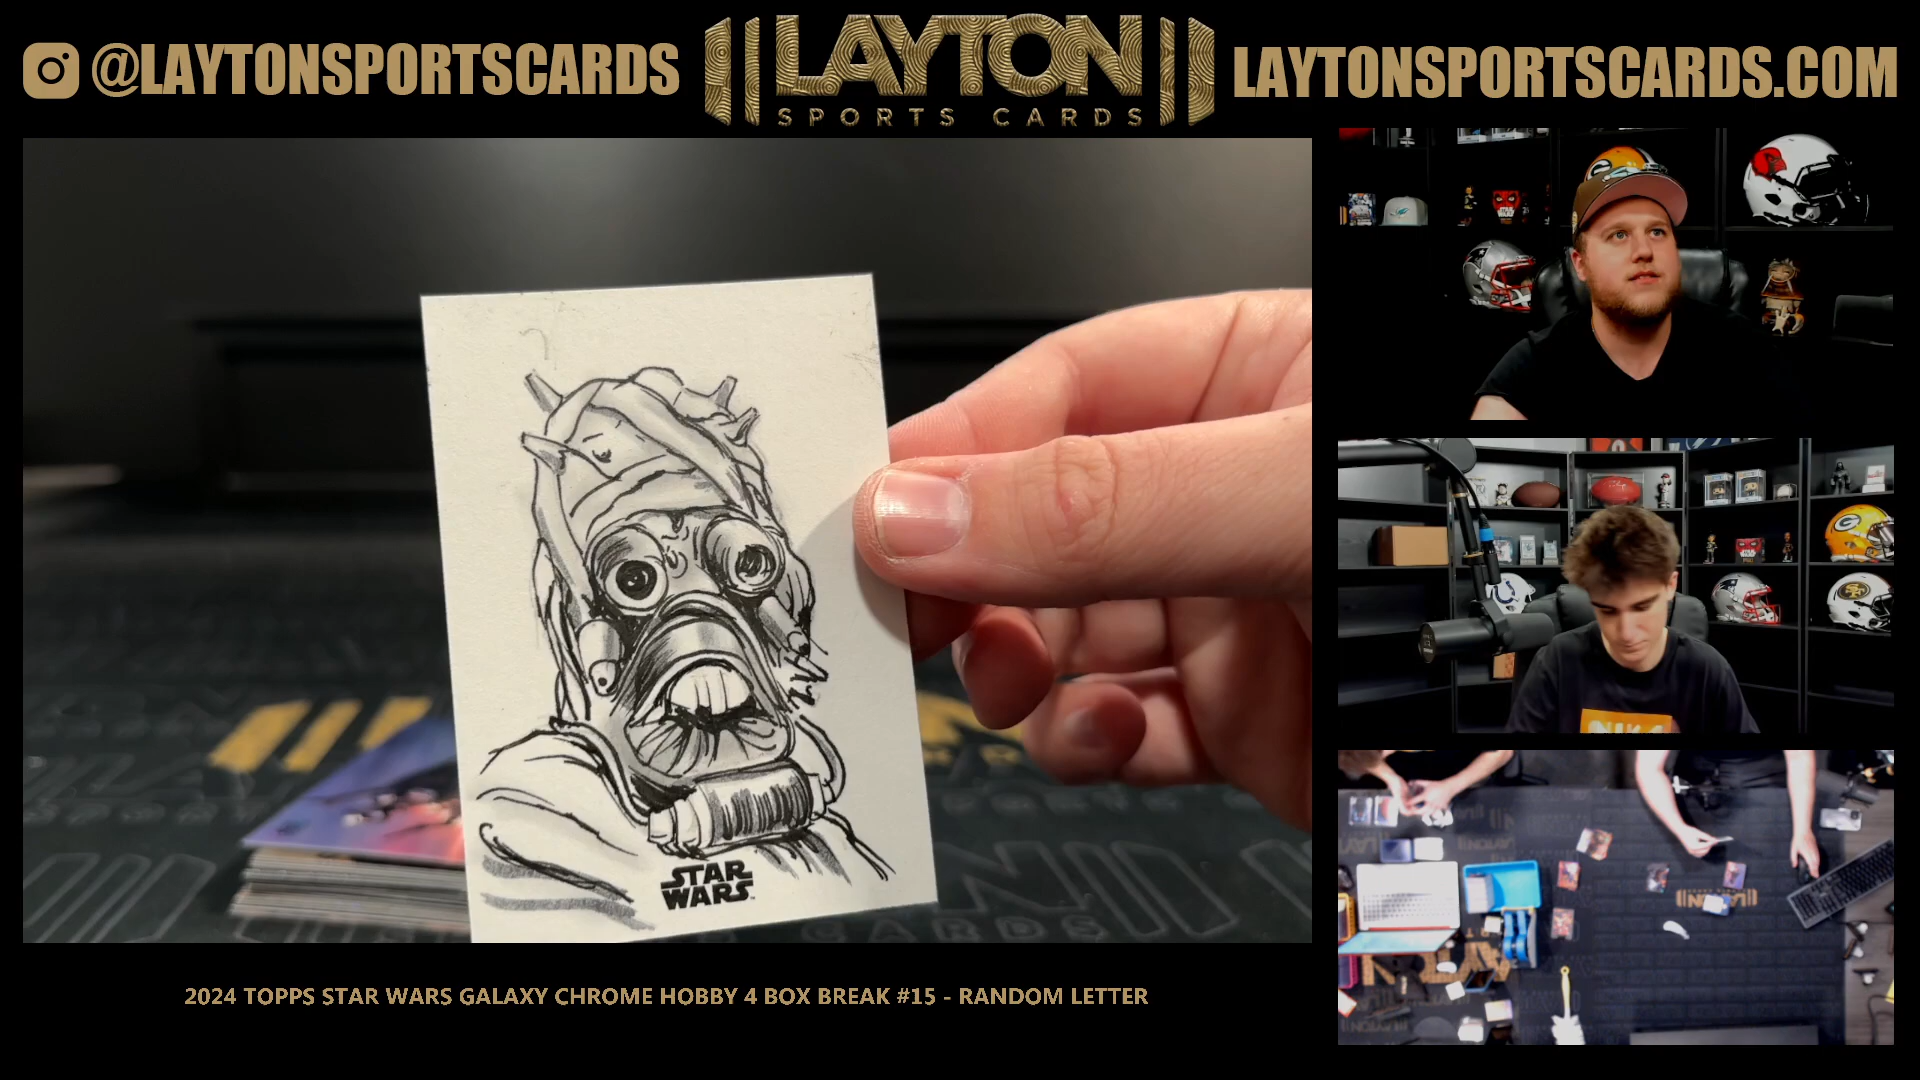 @LAYTONSPORTSCARDS
LAYTON
SPORTS CARDS
LAYTONSPORTSCARDS.COM
STAR
WARS
2024 TOPPS STAR WARS GALAXY CHROME HOBBY 4 BOX BREAK #15 - RANDOM LETTER